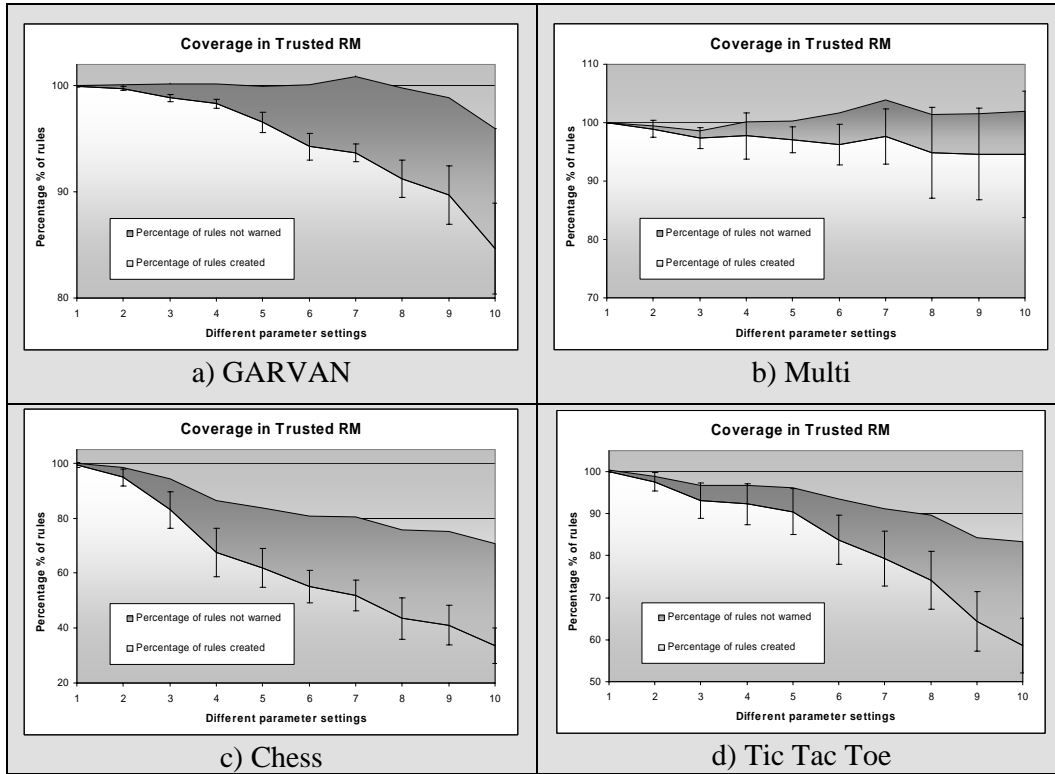 Coverage in Trusted RM
110
100
90
80
Percentage % of rules
Percentage of rules not warned
Percentage of rules created
1 2 3 4 5 6 7 8 9 10
Different parameter settings
a) GARVAN
Coverage in Trusted RM
110
100
90
80
70
Percentage % of rules
Percentage of rules not warned
Percentage of rules created
1 2 3 4 5 6 7 8 9 10
Different parameter settings
b) Multi
Coverage in Trusted RM
100
80
60
40
20
Percentage % of rules
Percentage of rules not warned
Percentage of rules created
1 2 3 4 5 6 7 8 9 10
Different parameter settings
c) Chess
Coverage in Trusted RM
100
90
80
70
60
50
Percentage % of rules
Percentage of rules not warned
Percentage of rules created
1 2 3 4 5 6 7 8 9 10
Different parameter settings
d) Tic Tac Toe